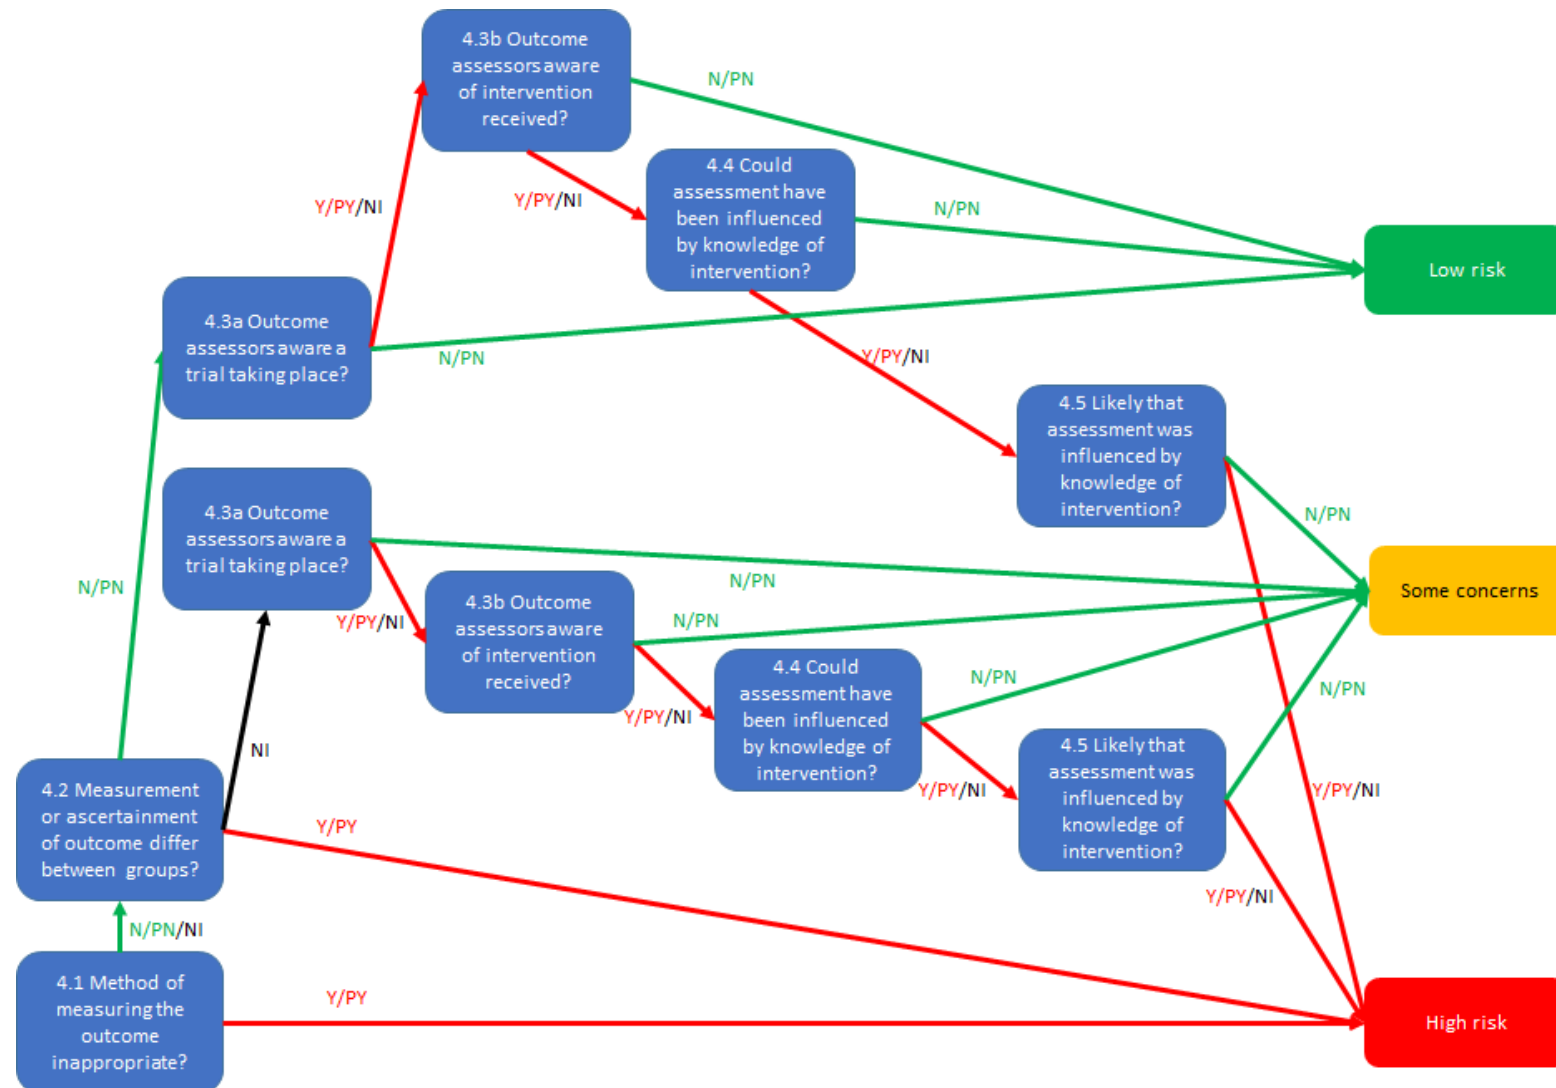 4.3b Outcome
assessors aware
of intervention
received?
N/PN
Y/PY/NI
4.4 Could
assessment have
been influenced
by knowledge of
intervention?
N/PN
Y/PY/NI
Low risk
4.3a Outcome
assessors aware a
trial taking place?
N/PN
Y/PY/NI
4.5 Likely that
assessment was
influenced by
knowledge of
intervention?
N/PN
4.3a Outcome
assessors aware a
trial taking place?
N/PN
Y/PY/NI
N/PN
4.3b Outcome
assessors aware
of intervention
received?
N/PN
Y/PY/NI
Some concerns
4.4 Could
assessment have
been influenced
by knowledge of
intervention?
N/PN
Y/PY/NI
4.5 Likely that
assessment was
influenced by
knowledge of
intervention?
N/PN
Y/PY/NI
Y/PY/NI
NI
4.2 Measurement
or ascertainment
of outcome differ
between groups?
Y/PY
N/PN/NI
4.1 Method of
measuring the
outcome
inappropriate?
Y/PY
High risk